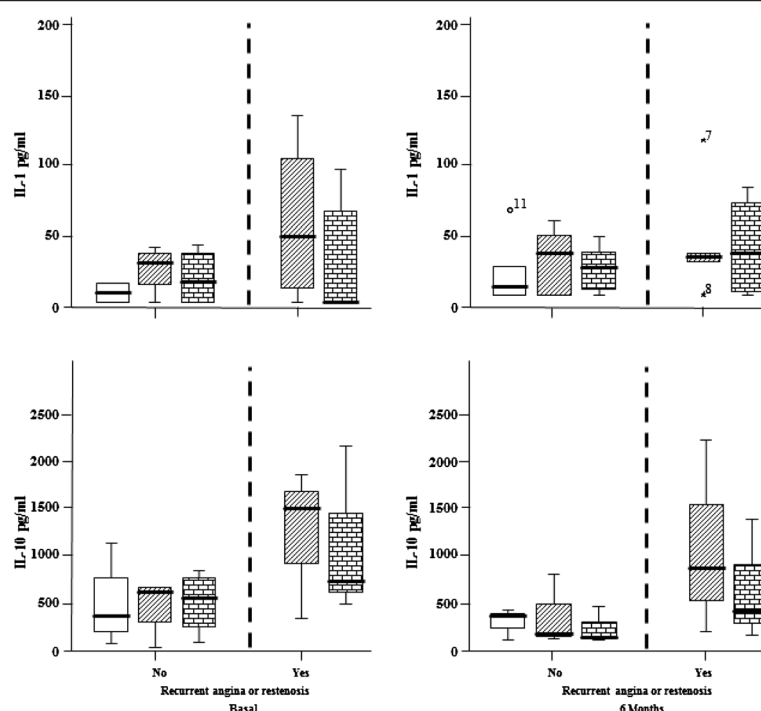 200
150
100
50
0
IL-1 pg/ml
200
150
100
50
0
IL-1 pg/ml
11
7
8
2500
2000
1500
1000
500
0
IL-10 pg/ml
No
Yes
Recurrent angina or restenosis
Basal
2500
2000
1500
1000
500
0
IL-10 pg/ml
No
Yes
Recurrent angina or restenosis
6 Months